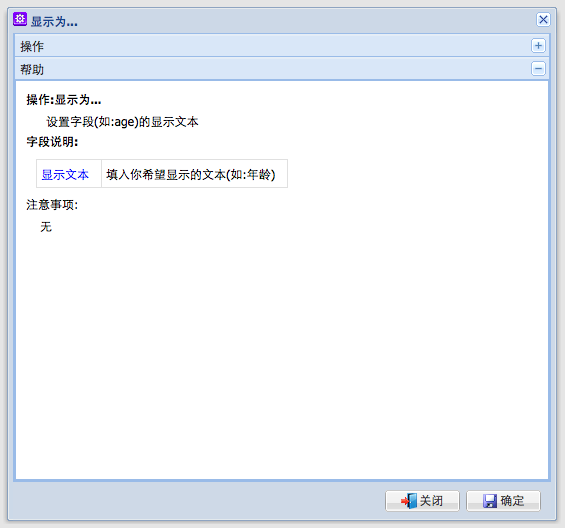 显示为...
操作
帮助
操作:显示为...
设置字段(如:age)的显示文本
字段说明:
显示文本 填入你希望显示的文本(如:年龄)
注意事项:
无
关闭 确定